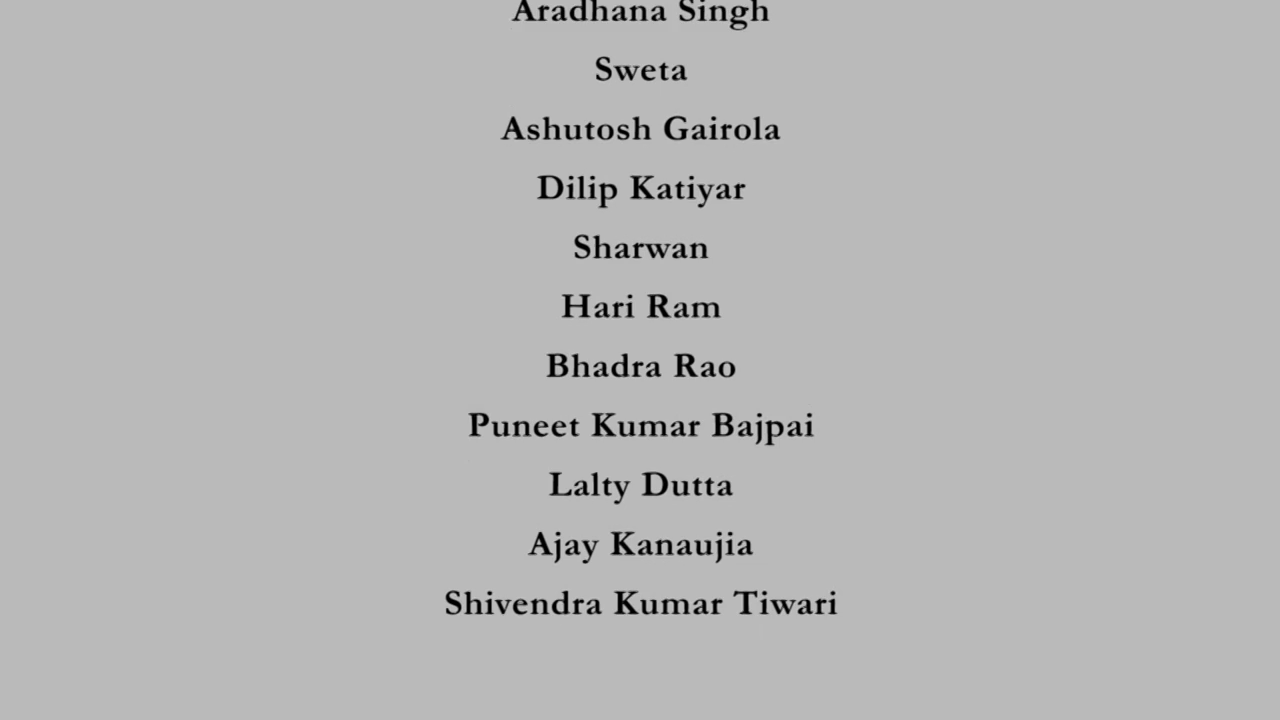 Aradhana Singh
Sweta
Ashutosh Gairola
Dilip Katiyar
Sharwan
Hari Ram
Bhadra Rao
Puneet Kumar Bajpai
Lalty Dutta
Ajay Kanaujia
Shivendra Kumar Tiwari